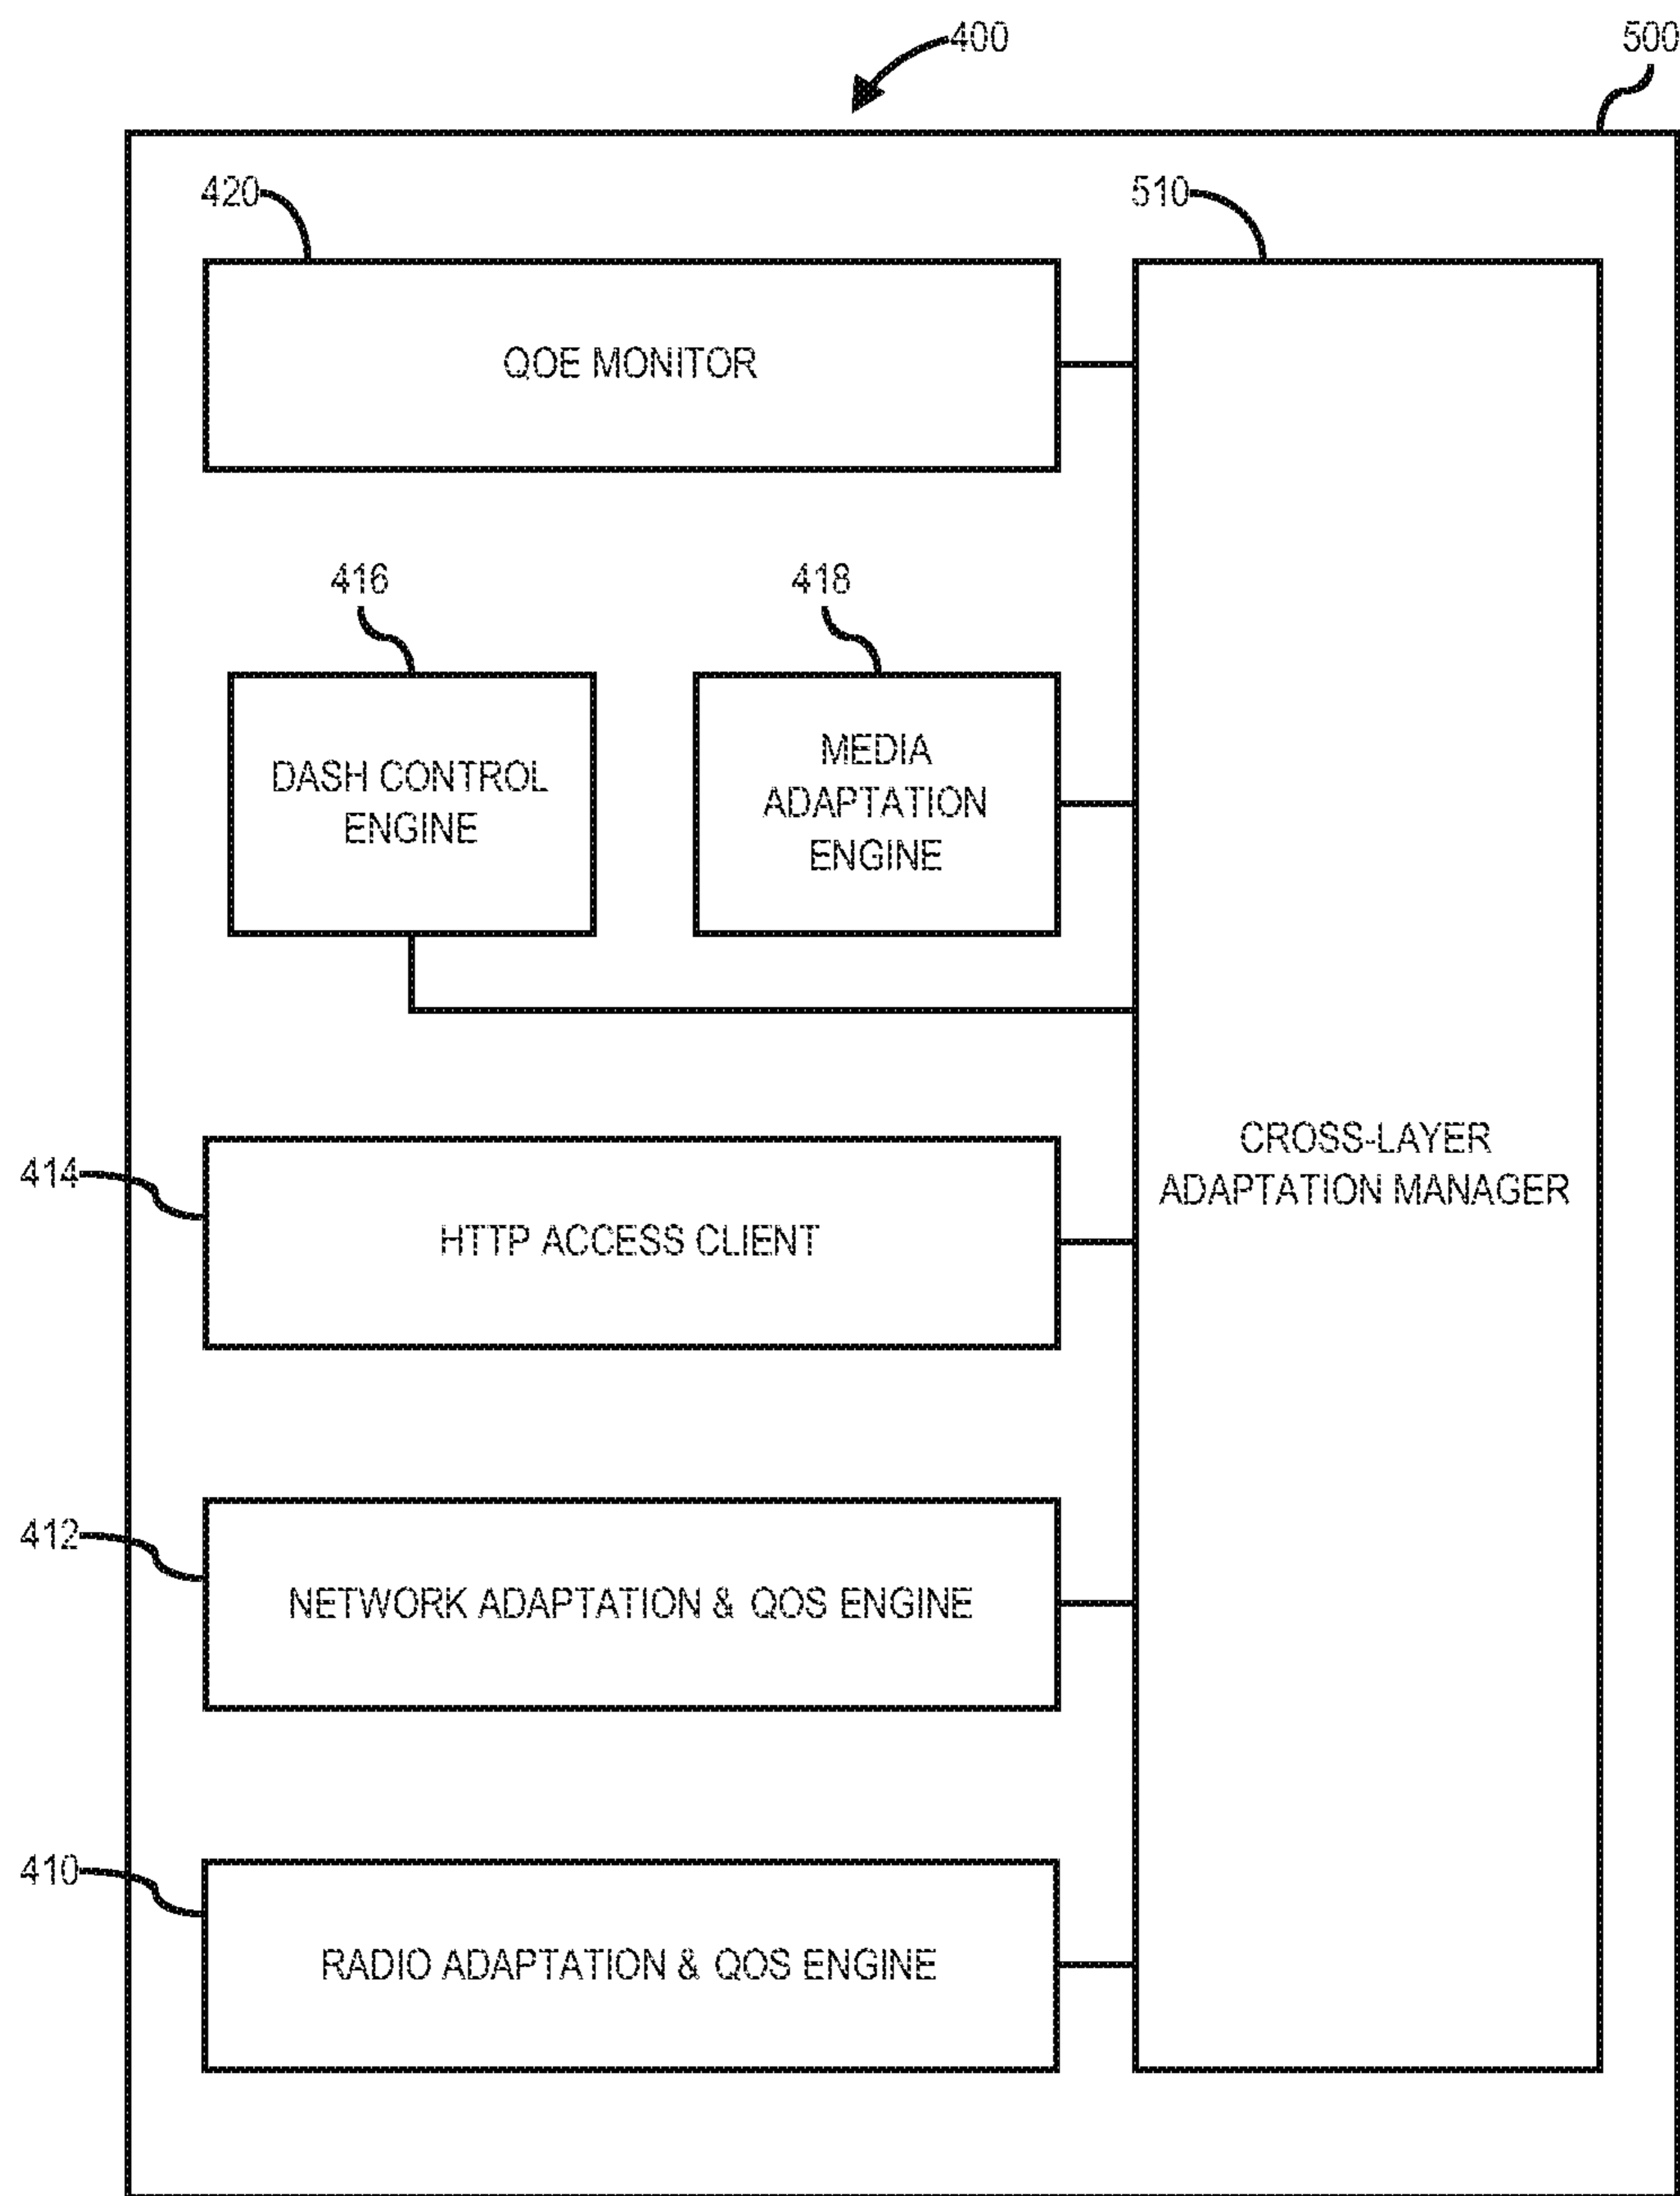 400
500
420
510
QOE MONITOR
416
418
DASH CONTROL
ENGINE
MEDIA
ADAPTATION
ENGINE
CROSS-LAYER
ADAPTATION MANAGER
414
HTTP ACCESS CLIENT
412
NETWORK ADAPTATION & QOS ENGINE
410
RADIO ADAPTATION & QOS ENGINE